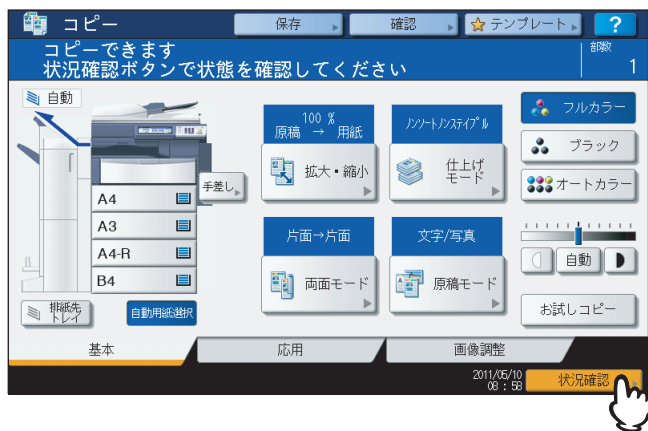 コピー
保存
確認
テンプレート
?
コピーできます
状況確認ボタンで状態を確認してください
部数
1
自動
100 %
原稿 → 用紙
拡大・縮小
ノンソートノンステイプル
仕上げ
モード
フルカラー
ブラック
オートカラー
手差し
A4
A3
A4-R
B4
片面→片面
両面モード
文字/写真
原稿モード
自動
お試しコピー
排紙先
トレイ
自動用紙選択
基本
応用
画像調整
2011/05/10
08 : 58
状況確認